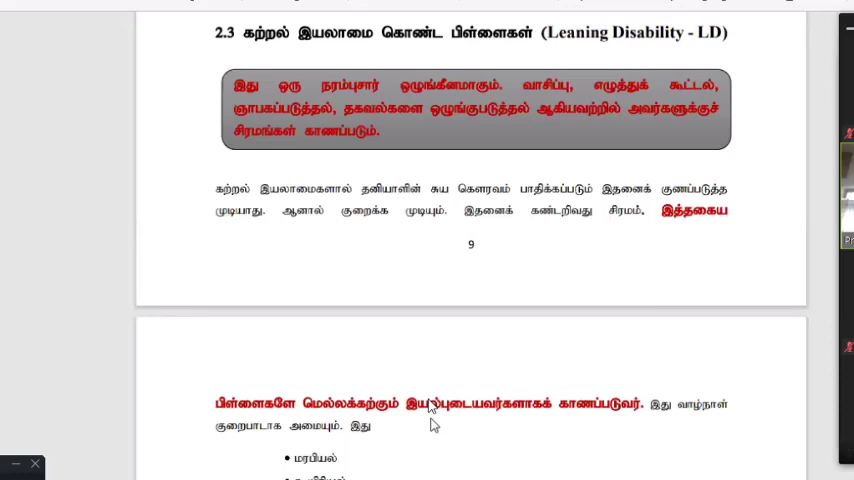 2.3 கற்றல் இயலாமை கொண்ட பிள்ளைகள் (Leaning Disability - LD)
இது ஒரு நரம்புசார் ஒழுங்கீனமாகும். வாசிப்பு, எழுத்துக் கூட்டல்,
ஞாபகப்படுத்தல், தகவல்களை ஒழுங்குபடுத்தல் ஆகியவற்றில் அவர்களுக்குச்
சிரமங்கள் காணப்படும்.
கற்றல் இயலாமைகளால் தனியாளின் சுய கௌரவம் பாதிக்கப்படும் இதனைக் குணப்படுத்த
முடியாது. ஆனால் குறைக்க முடியும். இதனைக் கண்டறிவது சிரமம். இத்தகைய
9
பிள்ளைகளே மெல்லக்கற்கும் இயல்புடையவர்களாகக் காணப்படுவர். இது வாழ்நாள்
குறைபாடாக அமையும். இது
• மரபியல்